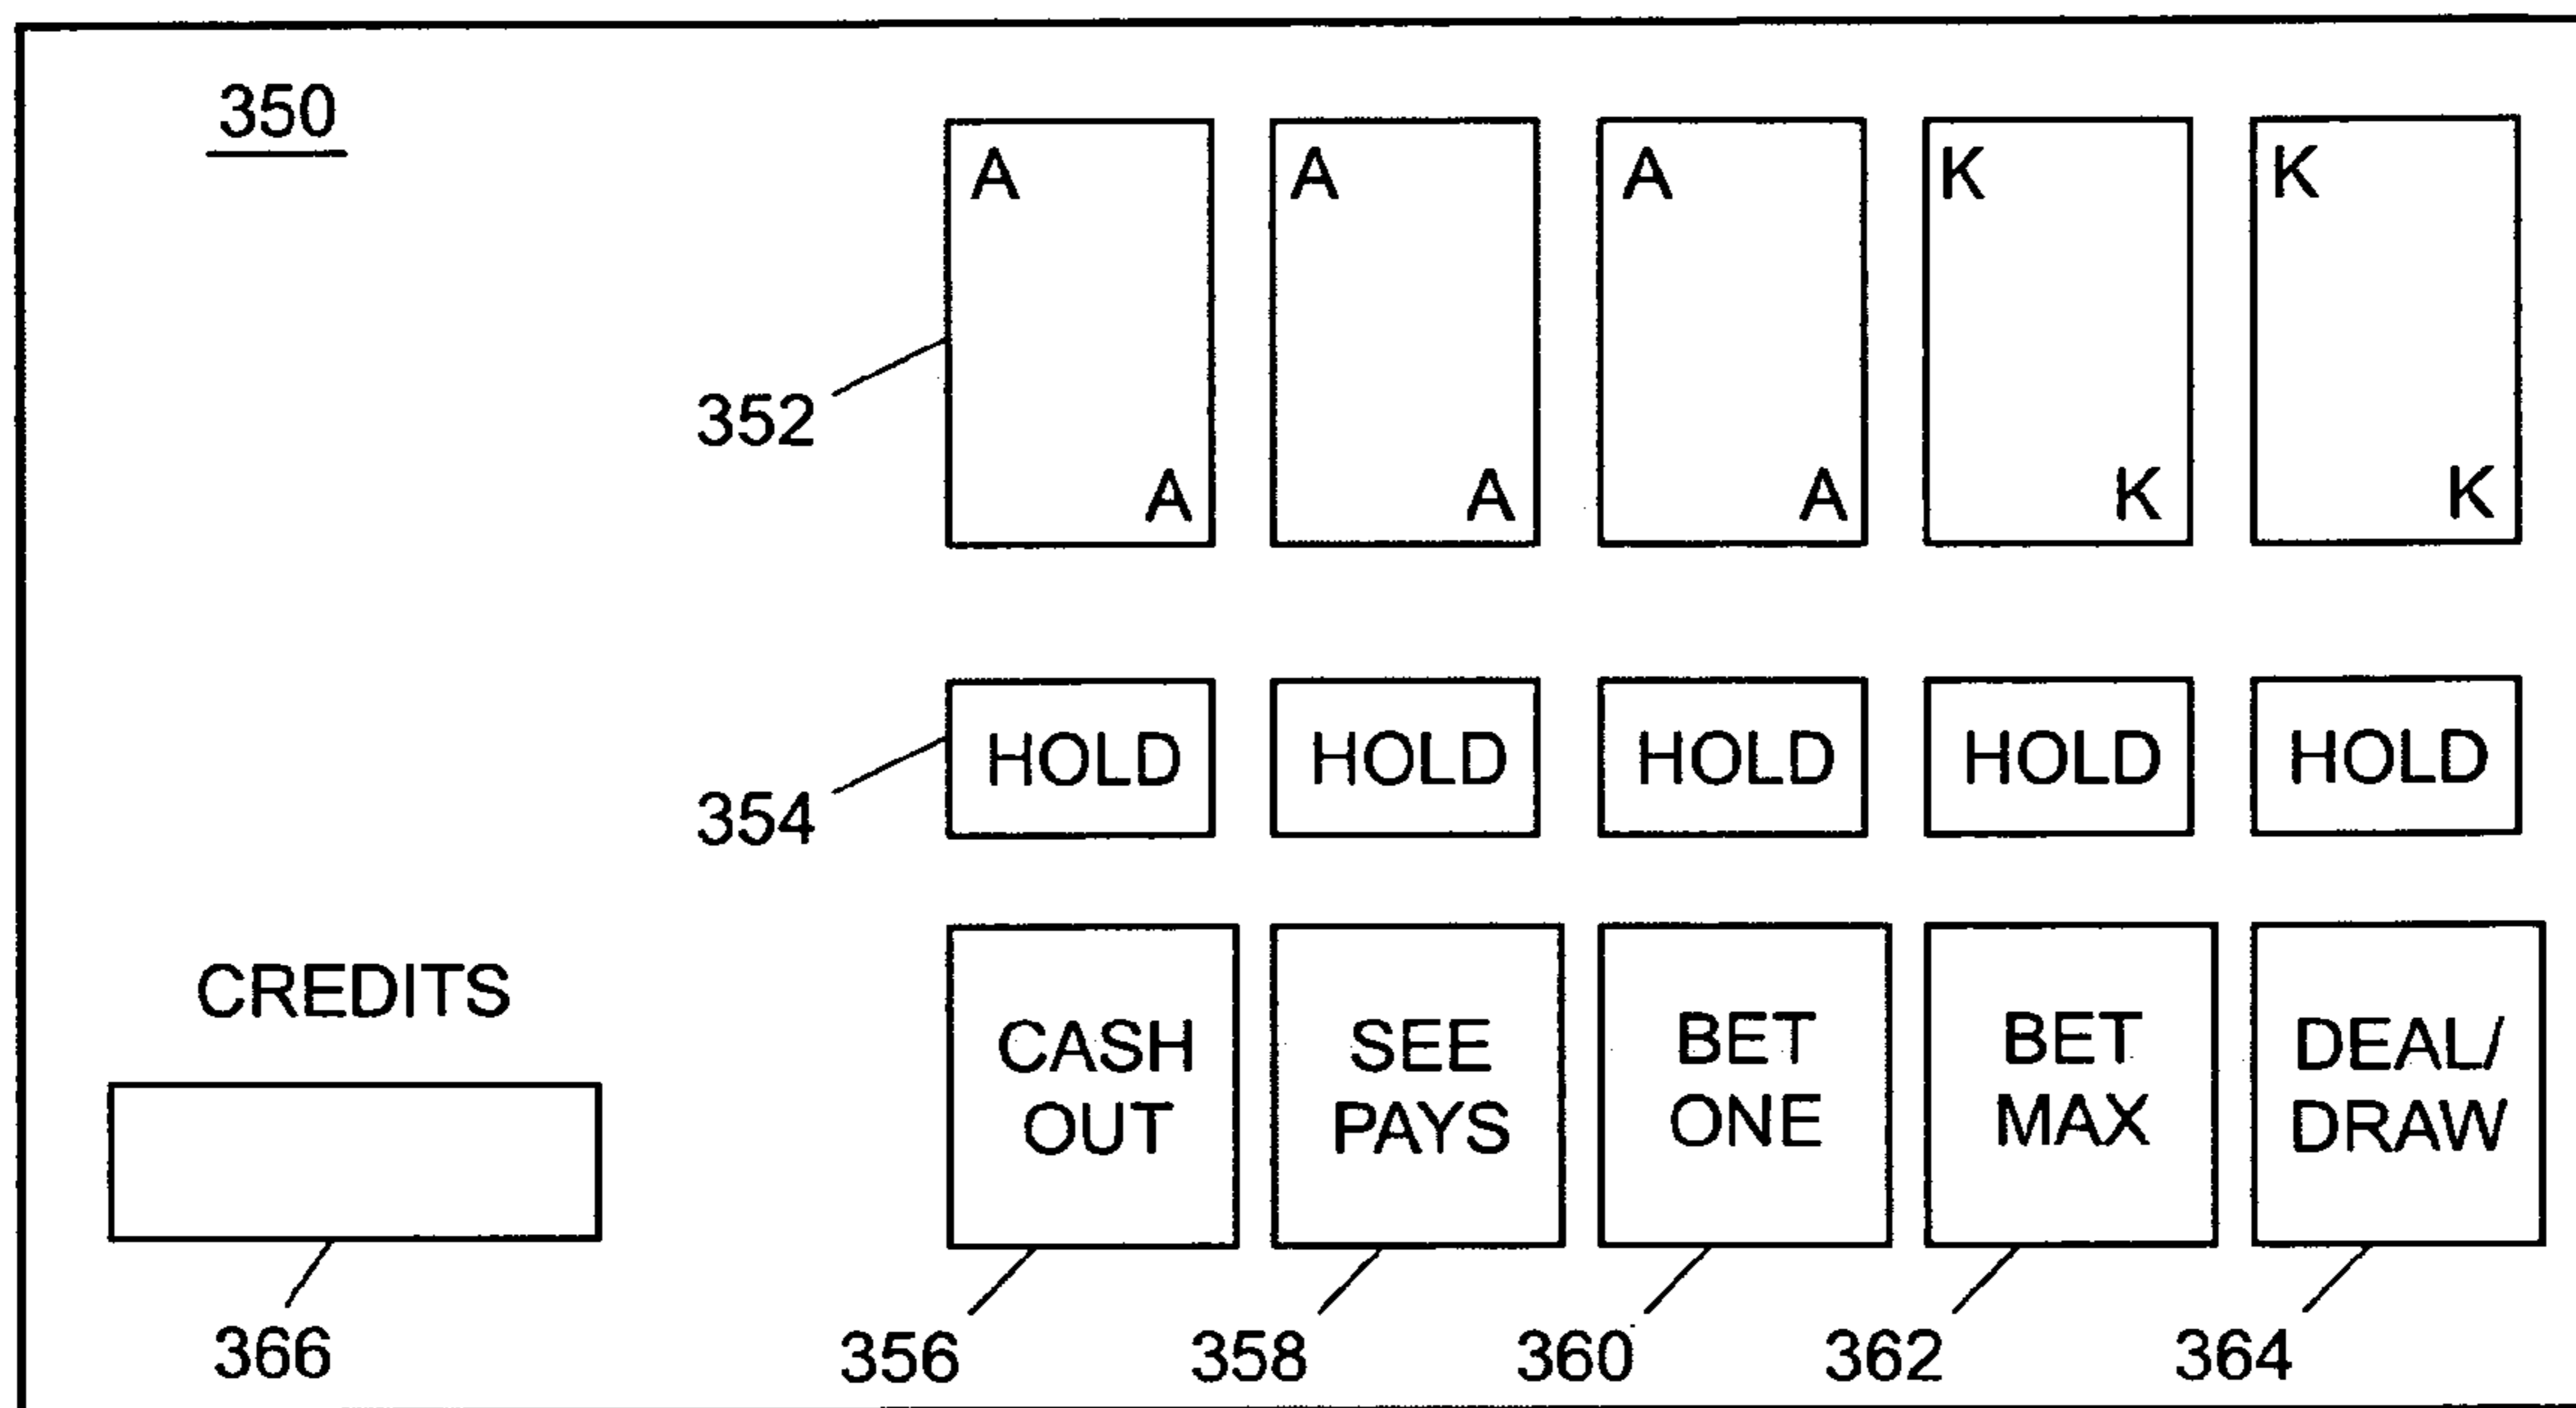 350
A A A K K
352
A A A K K
HOLD HOLD HOLD HOLD HOLD
354
CREDITS
CASH OUT
SEE PAYS
BET ONE
BET MAX
DEAL/ DRAW
366 356 358 360 362 364